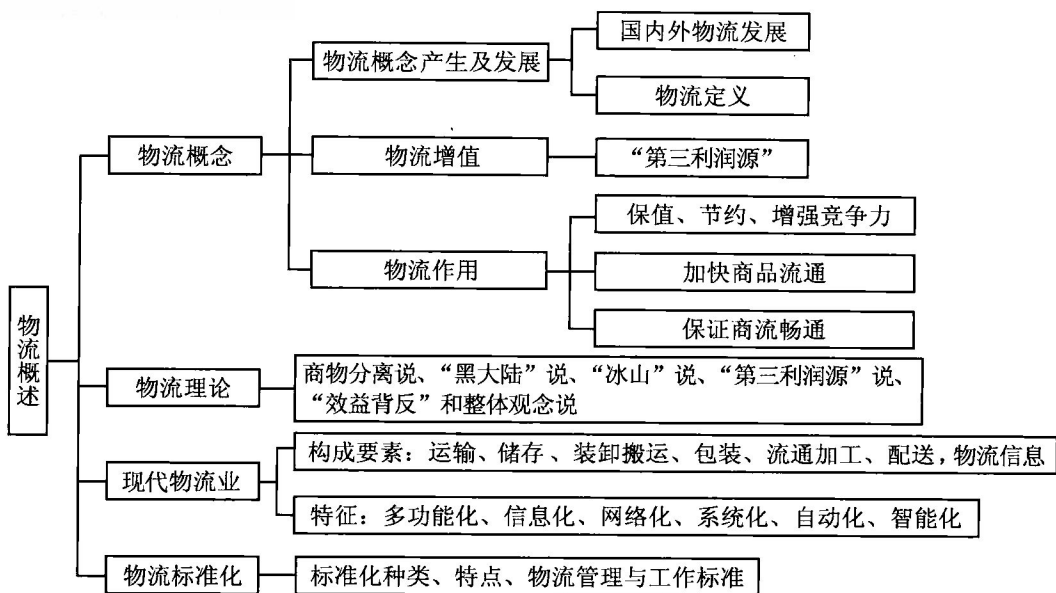 物流概述
物流概念
物流概念产生及发展
国内外物流发展
物流定义
物流增值
“第三利润源”
物流作用
保值、节约、增强竞争力
加快商品流通
保证商流畅通
物流理论
商物分离说、“黑大陆”说、“冰山”说、“第三利润源”说、
“效益背反”和整体观念说
现代物流业
构成要素：运输、储存、装卸搬运、包装、流通加工、配送,物流信息
特征：多功能化、信息化、网络化、系统化、自动化、智能化
物流标准化
标准化种类、特点、物流管理与工作标准